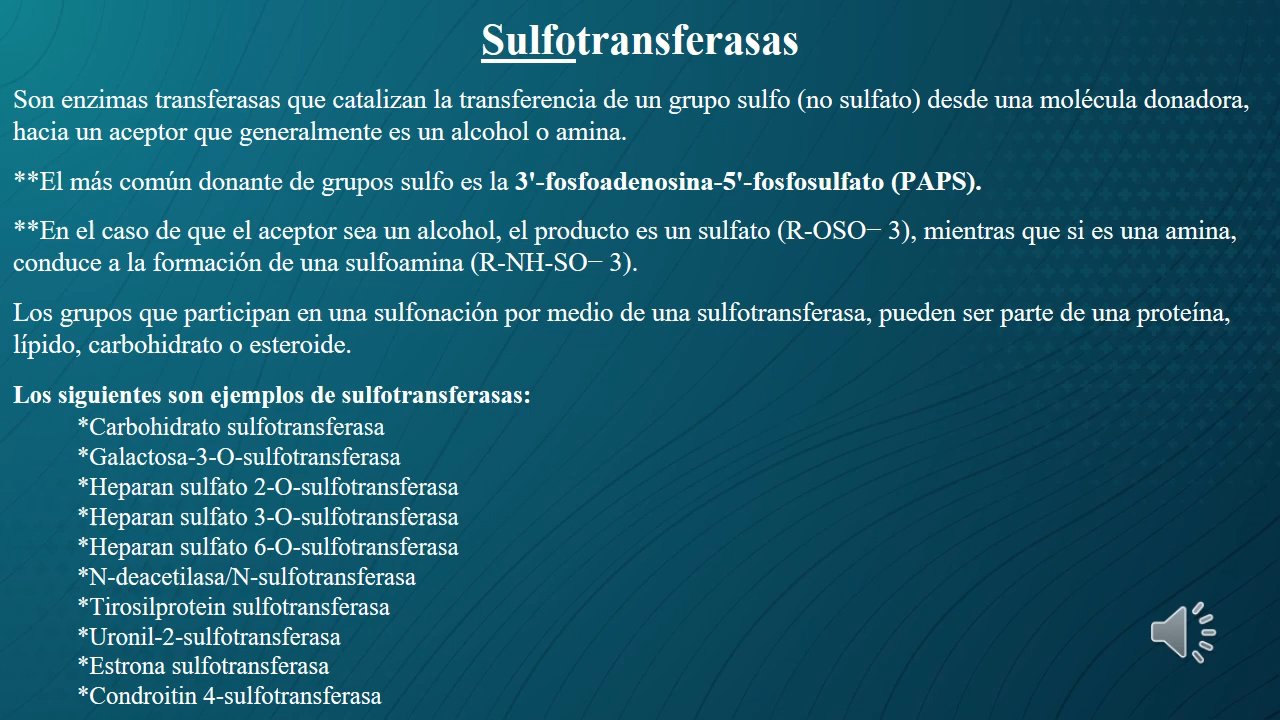 Sulfotransferasas
Son enzimas transferasas que catalizan la transferencia de un grupo sulfo (no sulfato) desde una molécula donadora,
hacia un aceptor que generalmente es un alcohol o amina.
**El más común donante de grupos sulfo es la 3'-fosfoadenosina-5'-fosfosulfato (PAPS).
**En el caso de que el aceptor sea un alcohol, el producto es un sulfato (R-OSO− 3), mientras que si es una amina,
conduce a la formación de una sulfoamina (R-NH-SO− 3).
Los grupos que participan en una sulfonación por medio de una sulfotransferasa, pueden ser parte de una proteína,
lípido, carbohidrato o esteroide.
Los siguientes son ejemplos de sulfotransferasas:
*Carbohidrato sulfotransferasa
*Galactosa-3-O-sulfotransferasa
*Heparan sulfato 2-O-sulfotransferasa
*Heparan sulfato 3-O-sulfotransferasa
*Heparan sulfato 6-O-sulfotransferasa
*N-deacetilasa/N-sulfotransferasa
*Tirosilprotein sulfotransferasa
*Uronil-2-sulfotransferasa
*Estrona sulfotransferasa
*Condroitin 4-sulfotransferasa